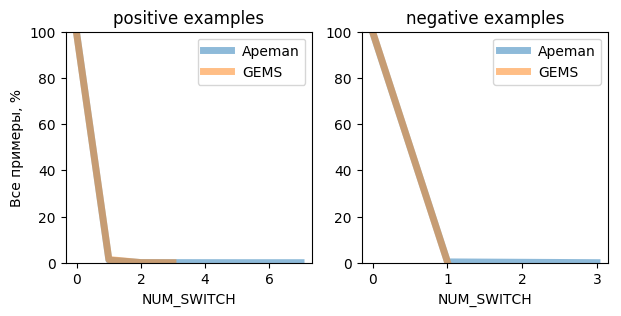 positive examples
negative examples
Все примеры, %
100
80
60
40
20
0
0
2
4
6
NUM_SWITCH
Apeman
GEMS
100
80
60
40
20
0
0
1
2
3
NUM_SWITCH
Apeman
GEMS